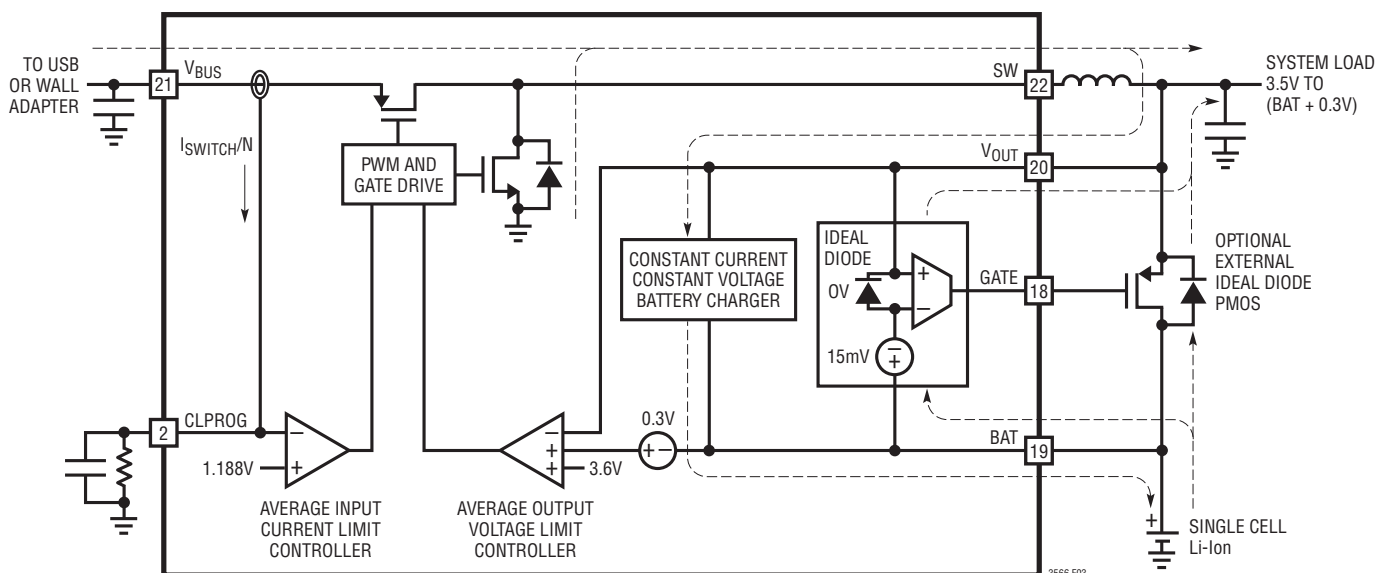 TO USB
OR WALL
ADAPTER
21
VBUS
SW
22
SYSTEM LOAD
3.5V TO
(BAT + 0.3V)
ISWITCH/N
PWM AND
GATE DRIVE
VOUT
20
CONSTANT CURRENT
CONSTANT VOLTAGE
BATTERY CHARGER
IDEAL
DIODE
0V
+
–
15mV
–
+
GATE
18
OPTIONAL
EXTERNAL
IDEAL DIODE
PMOS
2
CLPROG
–
1.188V
+
AVERAGE INPUT
CURRENT LIMIT
CONTROLLER
–
+
+
3.6V
AVERAGE OUTPUT
VOLTAGE LIMIT
CONTROLLER
0.3V
+ –
BAT
19
+
SINGLE CELL
Li-Ion